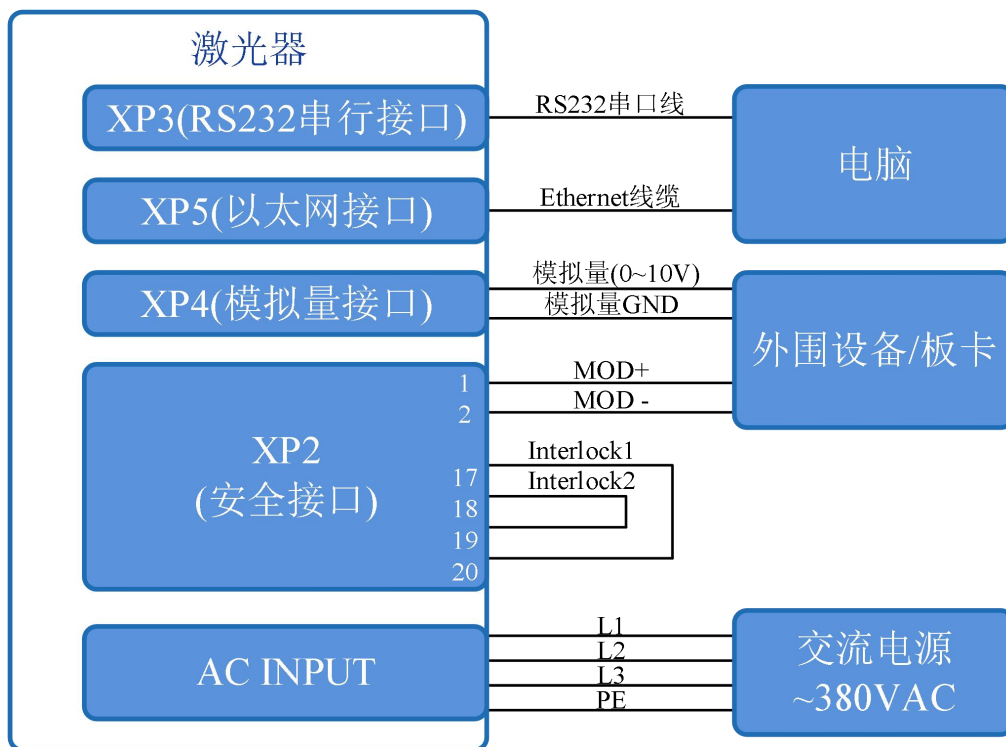 激光器
XP3(RS232串行接口)
RS232串口线
电脑
XP5(以太网接口)
Ethernet线缆
XP4(模拟量接口)
模拟量(0~10V)
模拟量GND
外围设备/板卡
XP2
(安全接口)
1
2
17
18
19
20
MOD+
MOD -
Interlock1
Interlock2
AC INPUT
L1
L2
L3
PE
交流电源
~380VAC